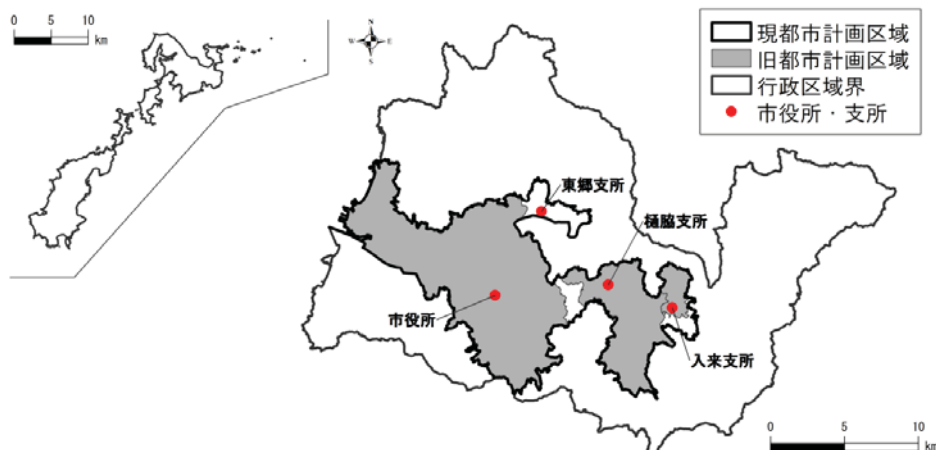 0 5 10
km
N
W E
S
現都市計画区域
旧都市計画区域
行政区域界
市役所・支所
東郷支所
樋脇支所
市役所
入来支所
0 5 10
km